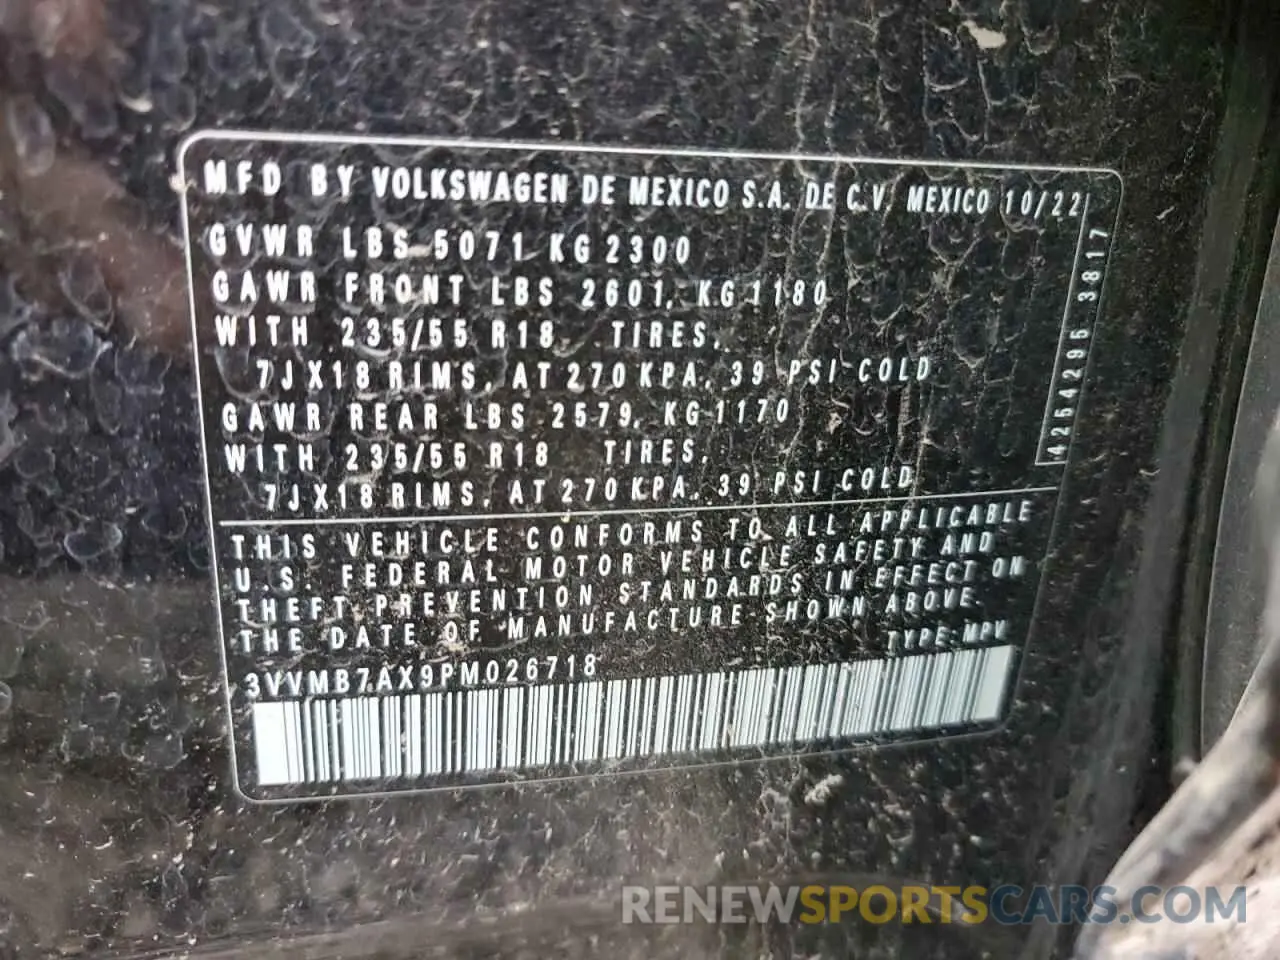 MFD BY VOLKSWAGEN DE MEXICO S.A. DE C.V. MEXICO 10/22
GVWR LBS 5071 KG 2300
GAWR FRONT LBS 2601, KG 1180
WITH 235/55 R18 TIRES,
7JX18 RIMS, AT 270 KPA, 39 PSI COLD
GAWR REAR LBS 2579, KG 1170
WITH 235/55 R18 TIRES,
7JX18 RIMS, AT 270 KPA, 39 PSI COLD
4254295 3817
THIS VEHICLE CONFORMS TO ALL APPLICABLE
U.S. FEDERAL MOTOR VEHICLE SAFETY AND
THEFT PREVENTION STANDARDS IN EFFECT ON
THE DATE OF MANUFACTURE SHOWN ABOVE.
TYPE: MPV
3VVMB7AX9PM026718
RENEWSPORTSCARS.COM